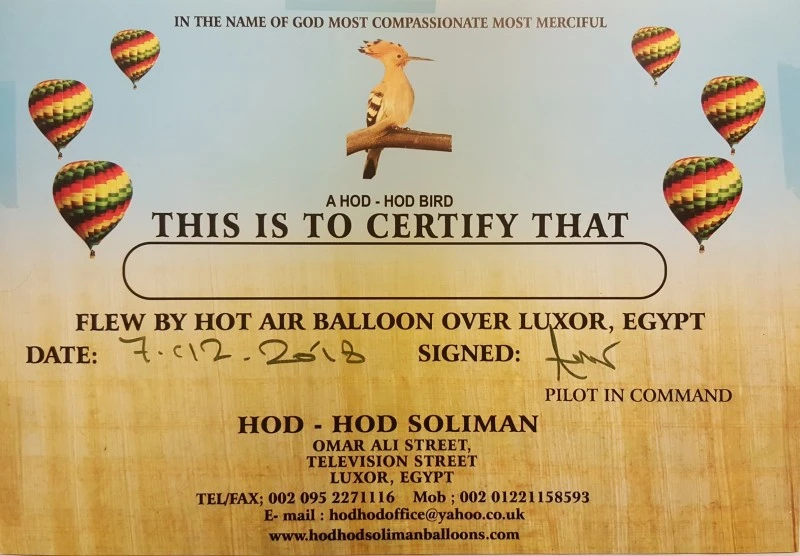 IN THE NAME OF GOD MOST COMPASSIONATE MOST MERCIFUL
A HOD - HOD BIRD
THIS IS TO CERTIFY THAT
FLEW BY HOT AIR BALLOON OVER LUXOR, EGYPT
DATE: 7.12.2018 SIGNED:
PILOT IN COMMAND
HOD - HOD SOLIMAN
OMAR ALI STREET,
TELEVISION STREET
LUXOR, EGYPT
TEL/FAX; 002 095 2271116 Mob ; 002 01221158593
E- mail : hodhodoffice@yahoo.co.uk
www.hodhodsolimanballoons.com